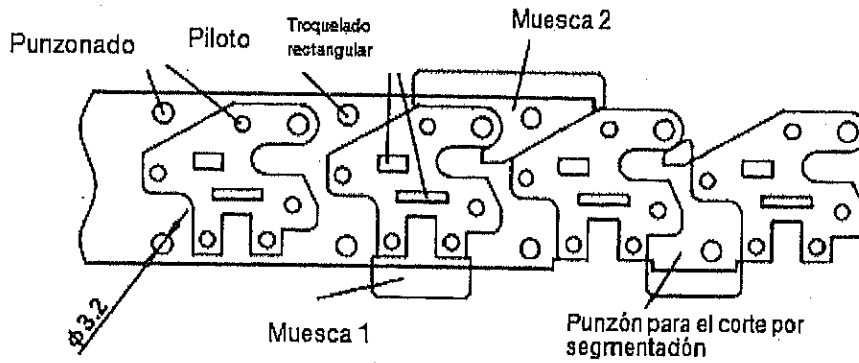 Punzonado
Piloto
Troquelado
rectangular
Muesca 2
Φ3.2
Muesca 1
Punzón para el corte por
segmentadón